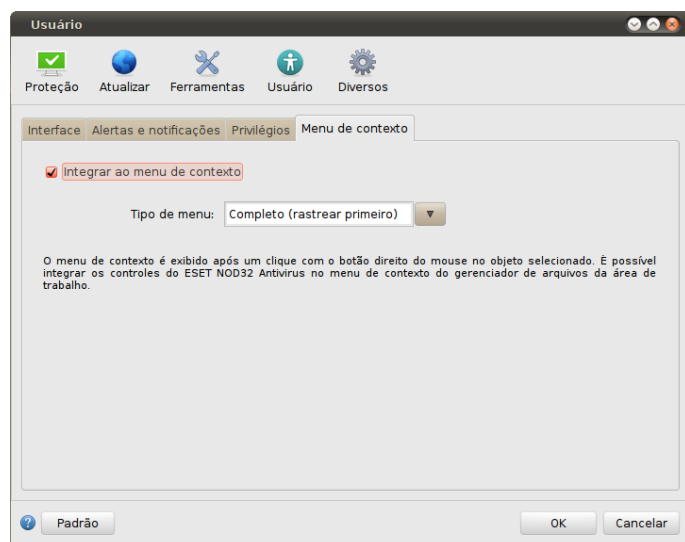 Usuário
Proteção
Atualizar
Ferramentas
Usuário
Diversos
Interface
Alertas e notificações
Privilégios
Menu de contexto
Integrar ao menu de contexto
Tipo de menu:
Completo (rastrear primeiro)
O menu de contexto é exibido após um clique com o botão direito do mouse no objeto selecionado. É possível
integrar os controles do ESET NOD32 Antivirus no menu de contexto do gerenciador de arquivos da área de
trabalho.
?
Padrão
OK
Cancelar